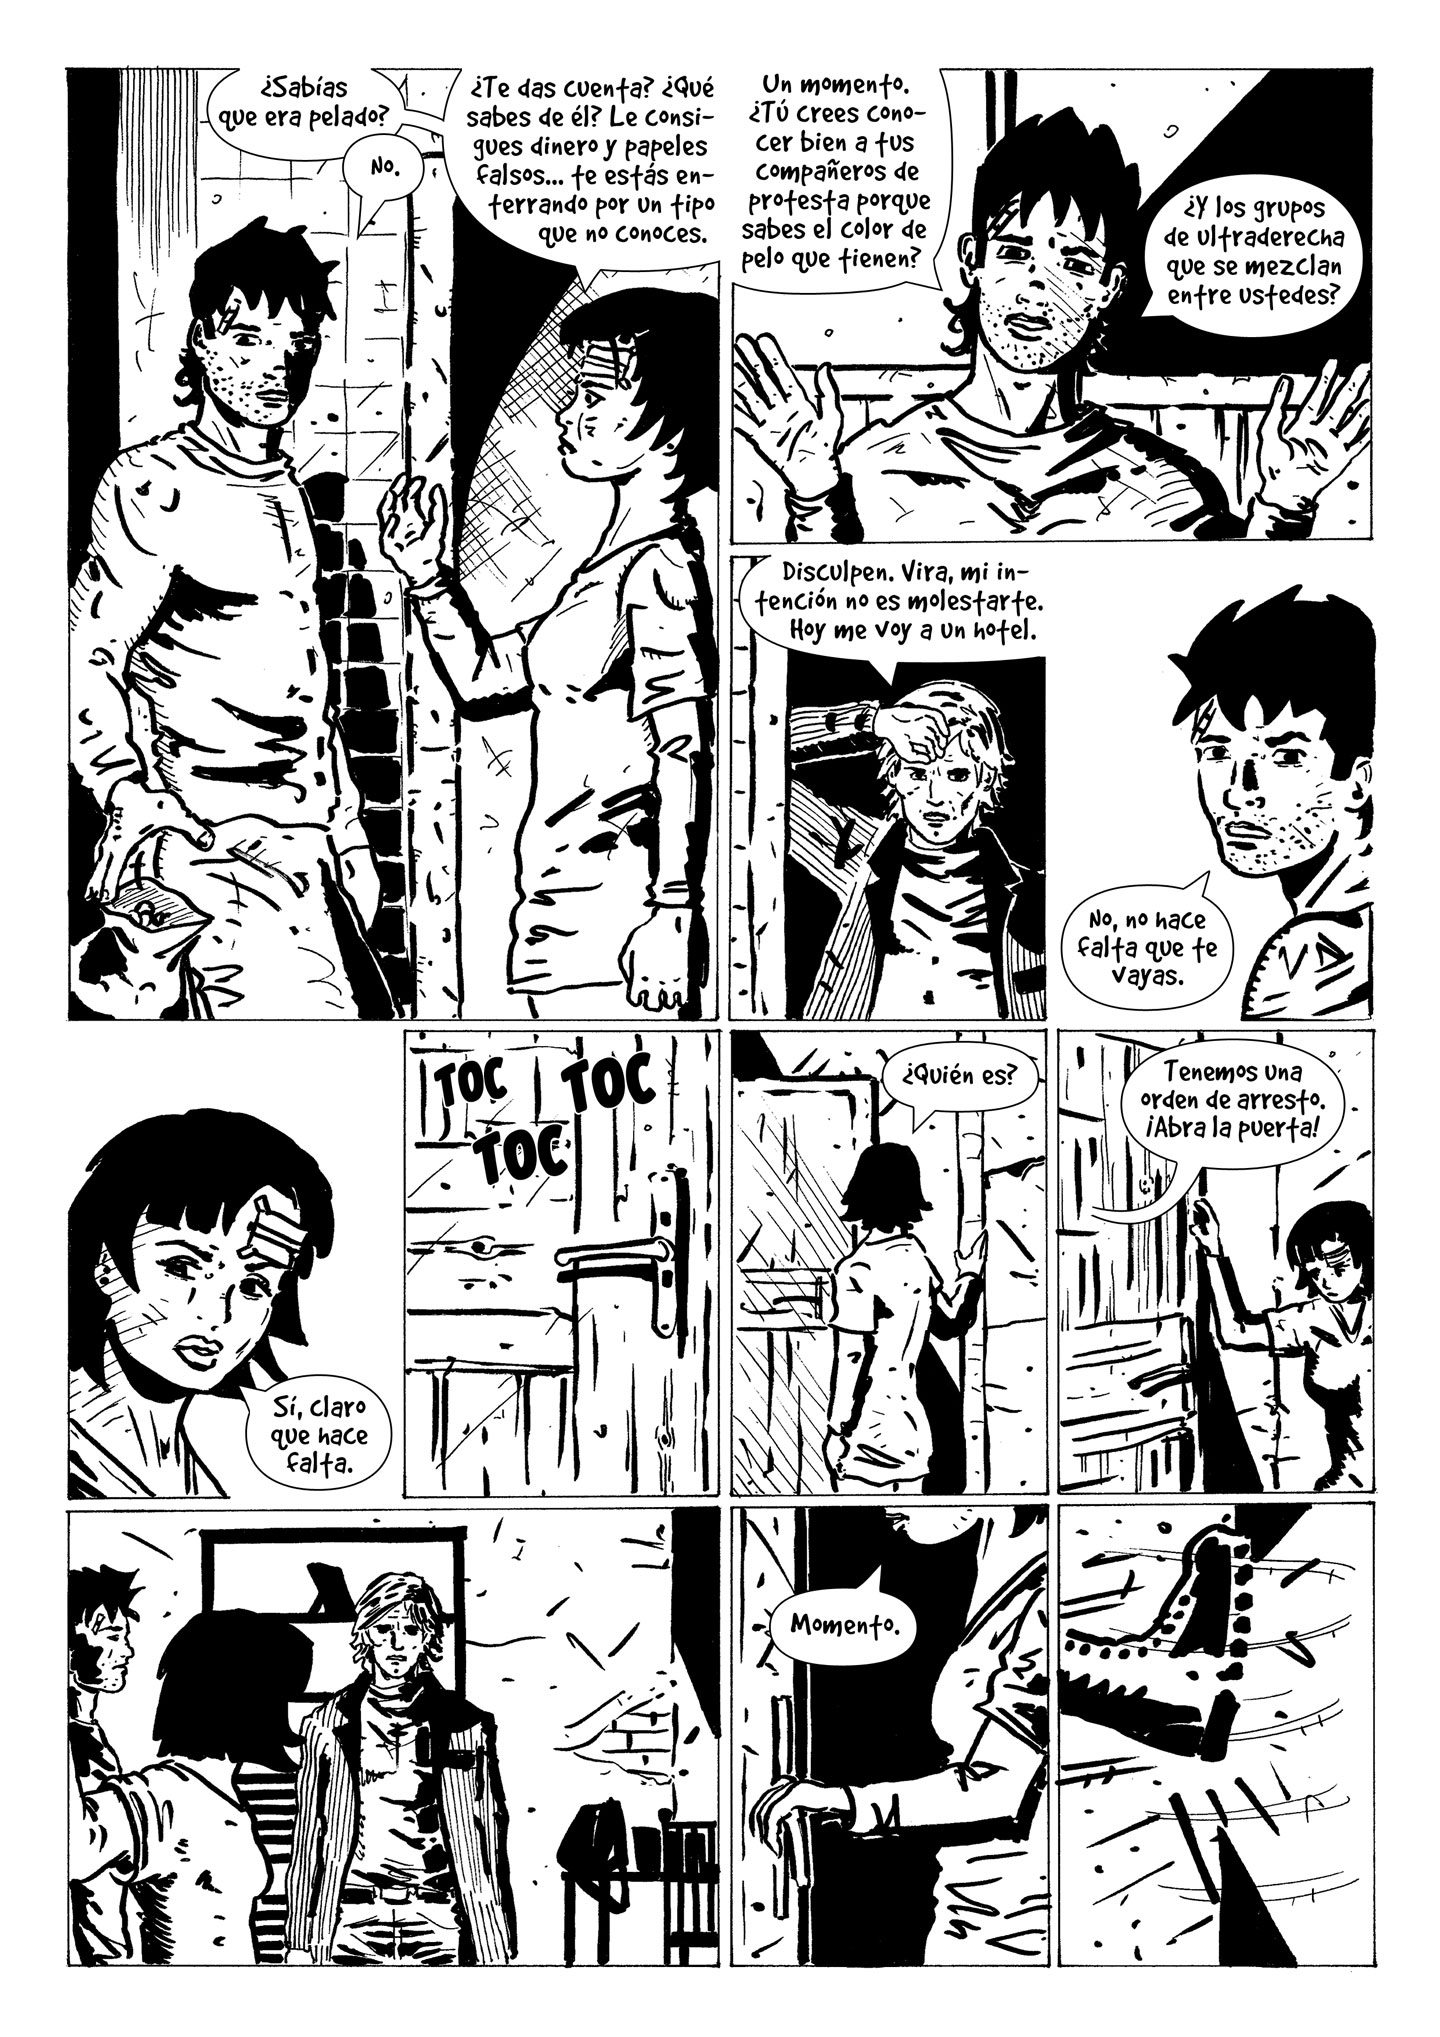 ¿Sabías
que era pelado?
No.
¿Te das cuenta? ¿Qué
sabes de él? Le consi-
gues dinero y papeles
falsos... te estás en-
terrando por un tipo
que no conoces.
Un momento.
¿Tú crees cono-
cer bien a tus
compañeros de
protesta porque
sabes el color de
pelo que tienen?
¿Y los grupos
de ultraderecha
que se mezclan
entre ustedes?
Disculpen. Vira, mi in-
tención no es molestarte.
Hoy me voy a un hotel.
No, no hace
falta que te
vayas.
Sí, claro
que hace
falta.
TOC
TOC
TOC
¿Quién es?
Tenemos una
orden de arresto.
¡Abra la puerta!
Momento.